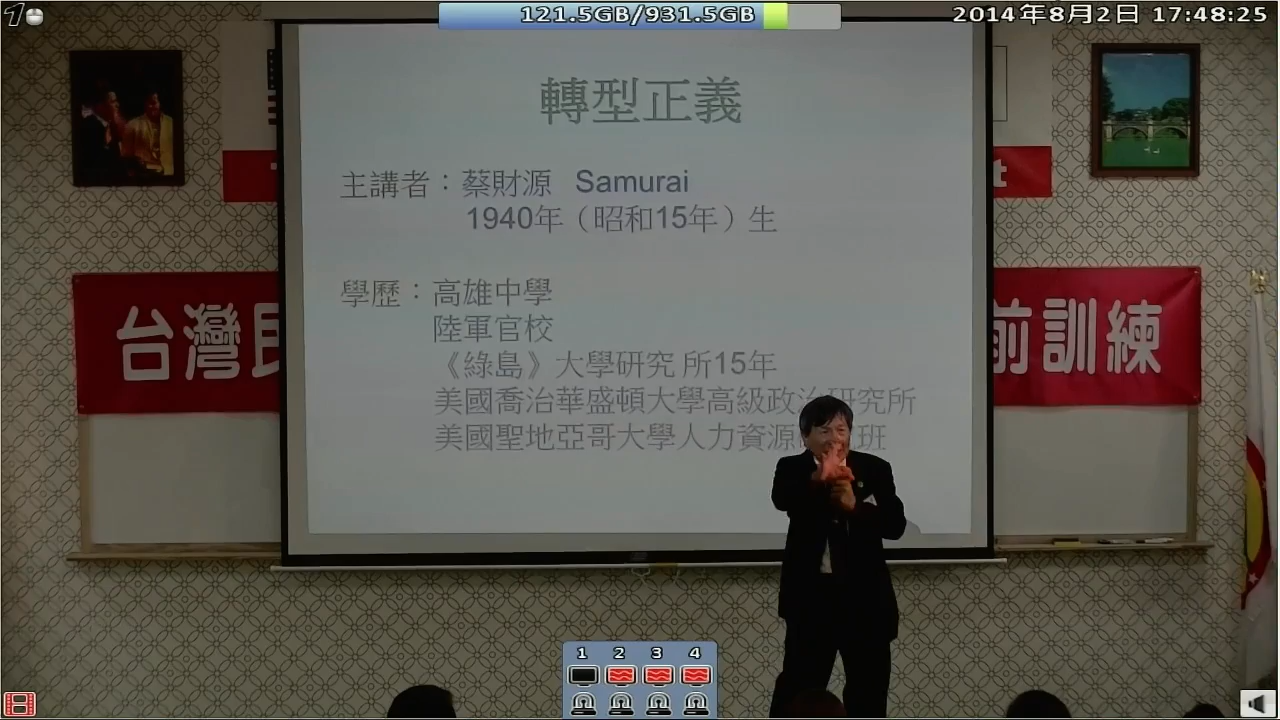 121.5GB/931.5GB
2014年8月2日 17:48:25
轉型正義
主講者：蔡財源 Samurai
1940年（昭和15年）生
學歷：高雄中學
陸軍官校
《綠島》大學研究 所15年
美國喬治華盛頓大學高級政治研究所
美國聖地亞哥大學人力資源 班
台灣
前訓練
t
1 2 3 4